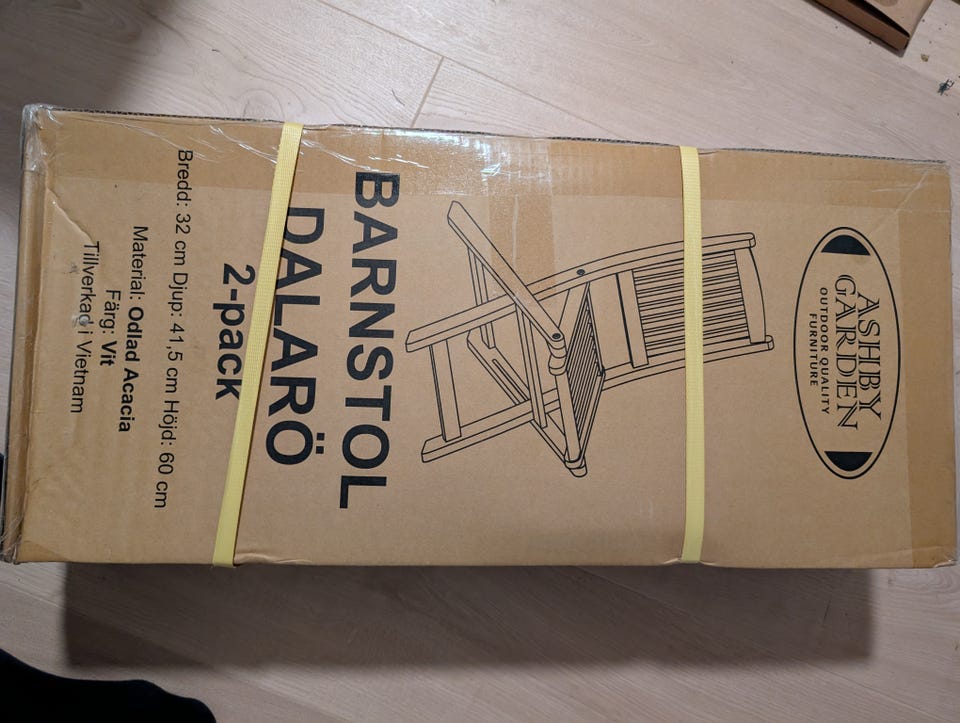 ASHBY
GARDEN
OUTDOOR QUALITY
FURNITURE
BARNSTOL
DALARÖ
2-pack
Bredd: 32 cm Djup: 41,5 cm Höjd: 60 cm
Material: Odlad Acacia
Färg: Vit
Tillverkad i Vietnam